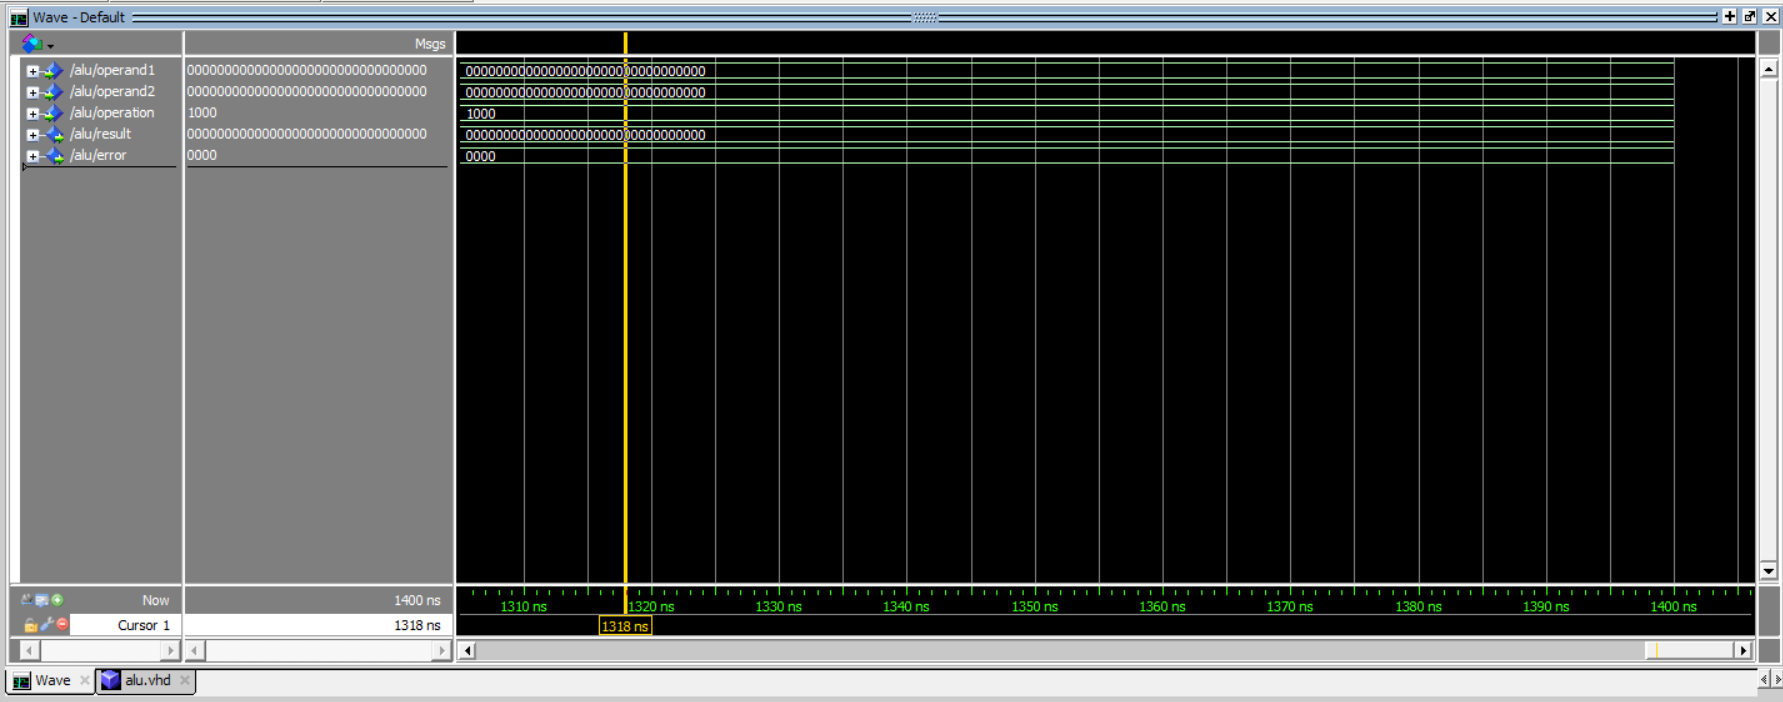 Wave - Default
Msgs
/alu/operand1 00000000000000000000000000000000 00000000000000000000000000000000
/alu/operand2 00000000000000000000000000000000 00000000000000000000000000000000
/alu/operation 1000 1000
/alu/result 00000000000000000000000000000000 00000000000000000000000000000000
/alu/error 0000 0000
Now 1400 ns 1310 ns 1320 ns 1330 ns 1340 ns 1350 ns 1360 ns 1370 ns 1380 ns 1390 ns 1400 ns
Cursor 1 1318 ns 1318 ns
Wave alu.vhd